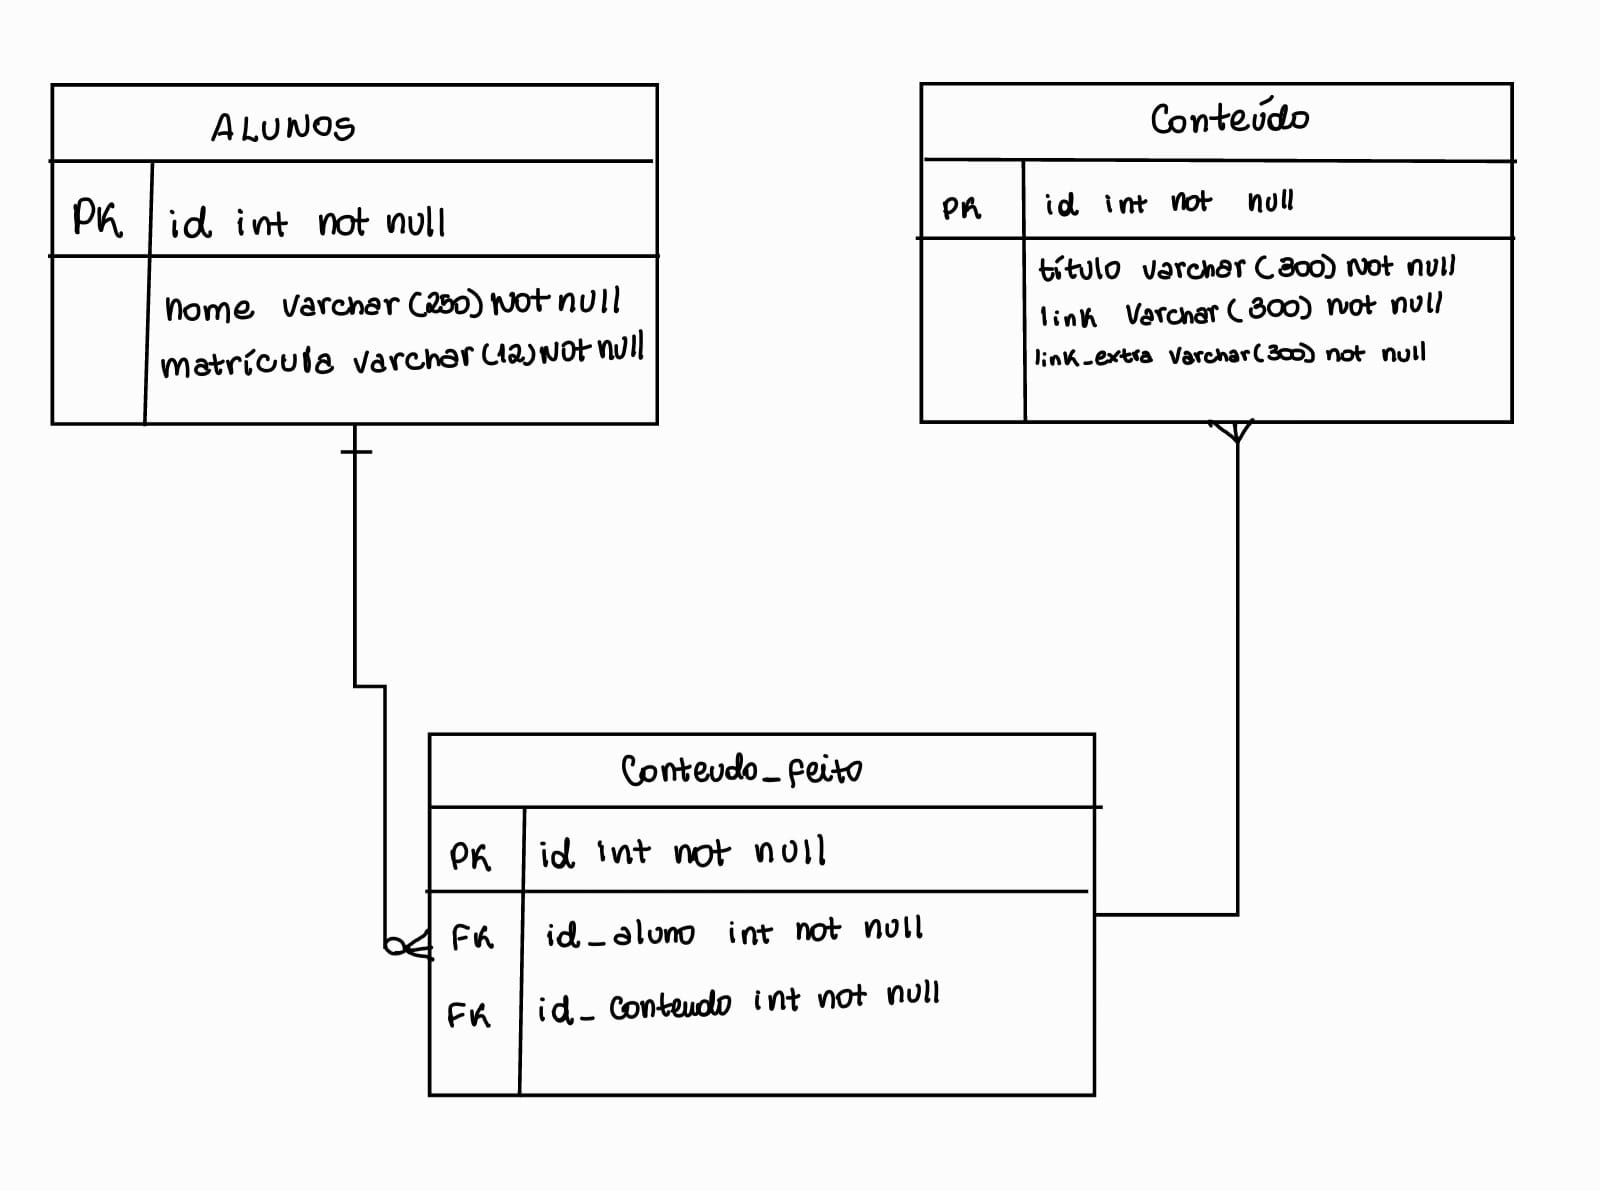 ALUNOS
PK id int not null
nome varchar (250) Not null
matrícula varchar (12) Not null
Conteúdo
PK id int not null
título varchar (300) Not null
link Varchar (300) not null
link_extra Varchar (300) not null
Conteudo_feito
PK id int not null
FK id_aluno int not null
FK id_conteudo int not null